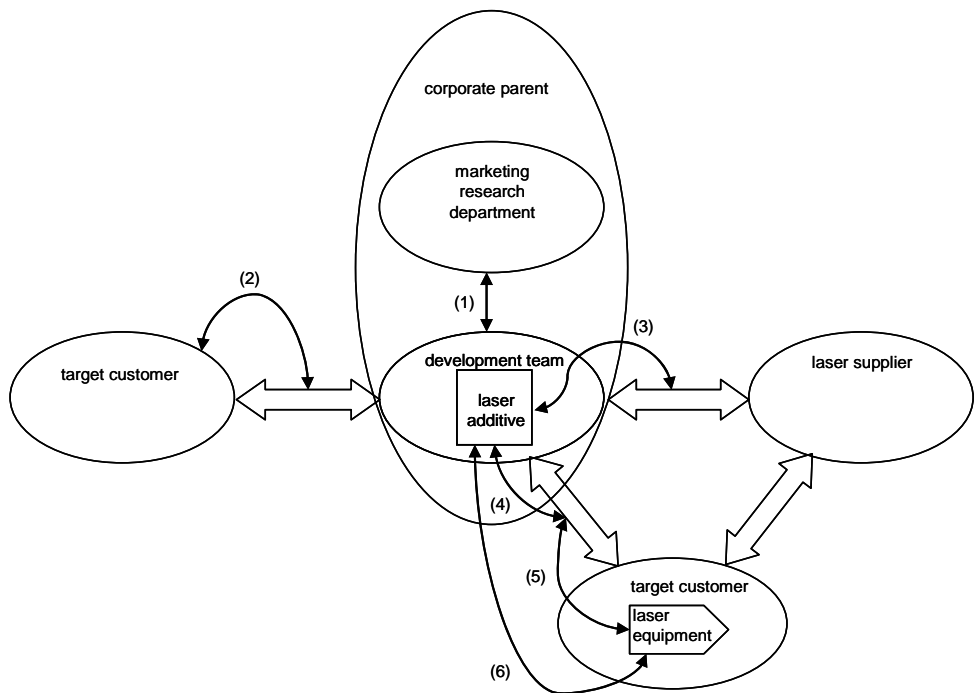 corporate parent
marketing
research
department
(2)
(1)
(3)
target customer
development team
laser supplier
laser
additive
(4)
(5)
target customer
laser
equipment
(6)